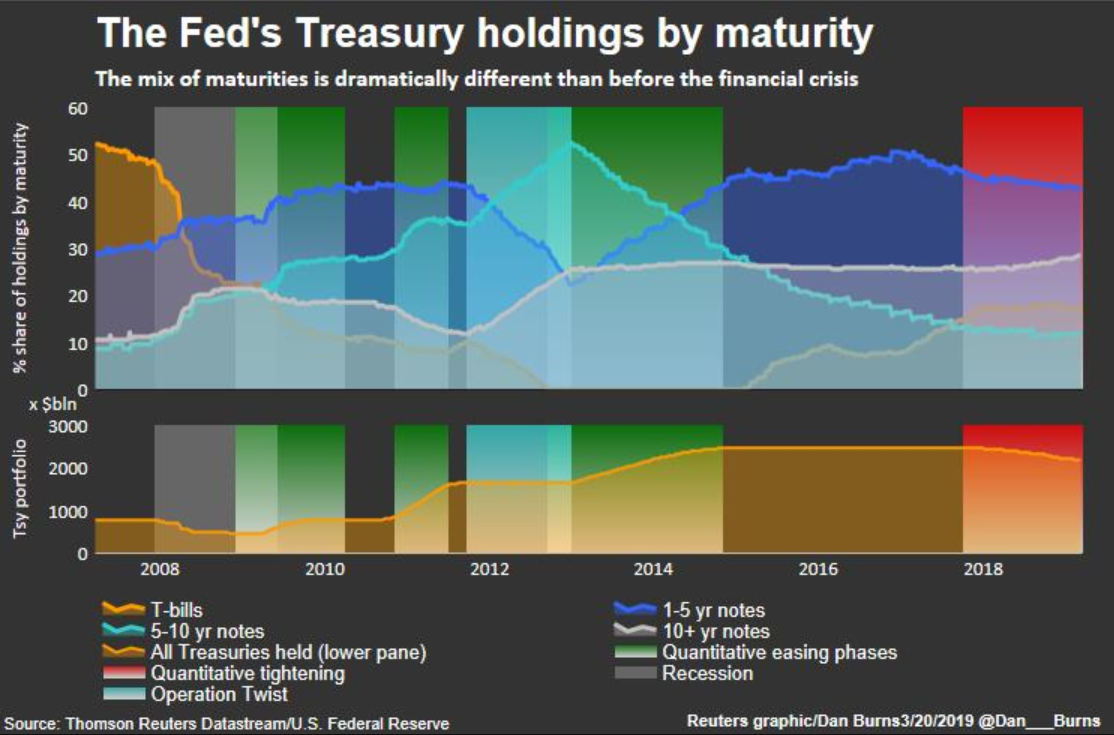 The Fed's Treasury holdings by maturity
The mix of maturities is dramatically different than before the financial crisis
% share of holdings by maturity
60
50
40
30
20
10
0
x $bln
Tsy portfolio
3000
2000
1000
0
2008 2010 2012 2014 2016 2018
T-bills 1-5 yr notes
5-10 yr notes 10+ yr notes
All Treasuries held (lower pane) Quantitative easing phases
Quantitative tightening Recession
Operation Twist
Source: Thomson Reuters Datastream/U.S. Federal Reserve Reuters graphic/Dan Burns3/20/2019 @Dan___Burns